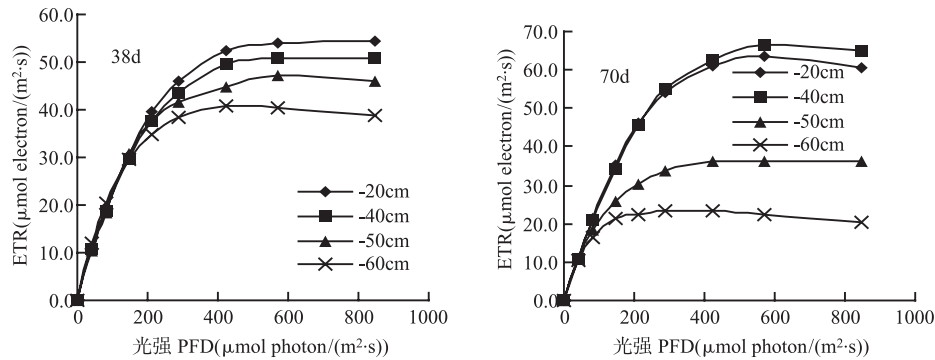 ETR(μmol electron/(m²·s))
60.0
50.0
40.0
30.0
20.0
10.0
0.0
38d
-20cm
-40cm
-50cm
-60cm
0
200
400
600
800
1000
光强 PFD(μmol photon/(m²·s))
ETR(μmol electron/(m²·s))
70.0
60.0
50.0
40.0
30.0
20.0
10.0
0.0
70d
-20cm
-40cm
-50cm
-60cm
0
200
400
600
800
1000
光强 PFD(μmol photon/(m²·s))